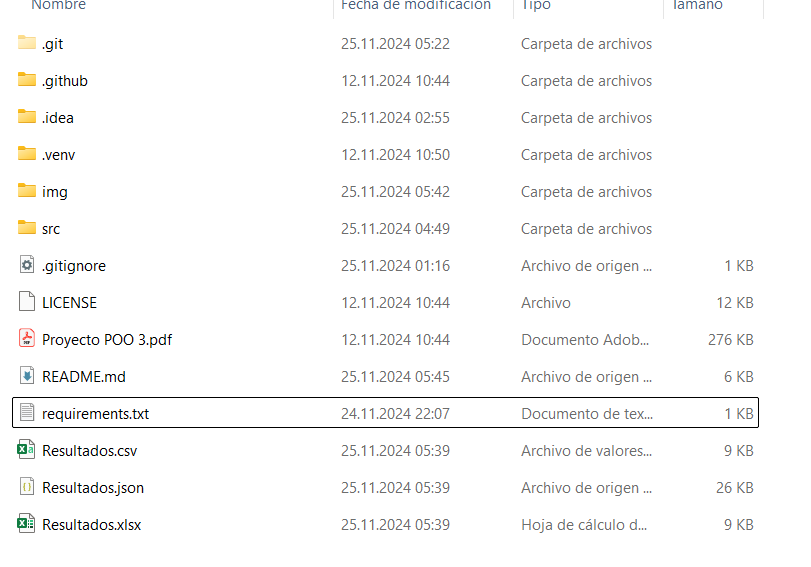 Nombre Fecha de modificación Tipo Tamaño
.git 25.11.2024 05:22 Carpeta de archivos
.github 12.11.2024 10:44 Carpeta de archivos
.idea 25.11.2024 02:55 Carpeta de archivos
.venv 12.11.2024 10:50 Carpeta de archivos
img 25.11.2024 05:42 Carpeta de archivos
src 25.11.2024 04:49 Carpeta de archivos
.gitignore 25.11.2024 01:16 Archivo de origen ... 1 KB
LICENSE 12.11.2024 10:44 Archivo 12 KB
Proyecto POO 3.pdf 12.11.2024 10:44 Documento Adob... 276 KB
README.md 25.11.2024 05:45 Archivo de origen ... 6 KB
requirements.txt 24.11.2024 22:07 Documento de tex... 1 KB
Resultados.csv 25.11.2024 05:39 Archivo de valores... 9 KB
Resultados.json 25.11.2024 05:39 Archivo de origen ... 26 KB
Resultados.xlsx 25.11.2024 05:39 Hoja de cálculo d... 9 KB